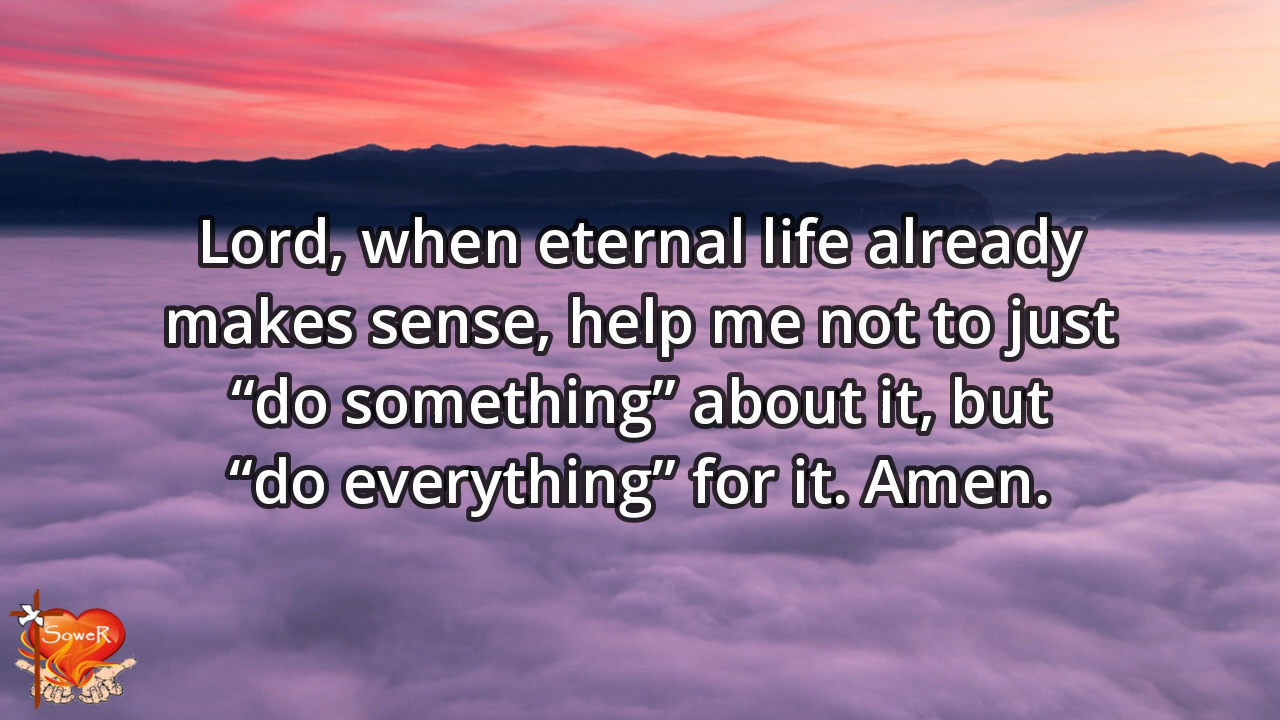 Lord, when eternal life already
makes sense, help me not to just
“do something” about it, but
“do everything” for it. Amen.
SoweR